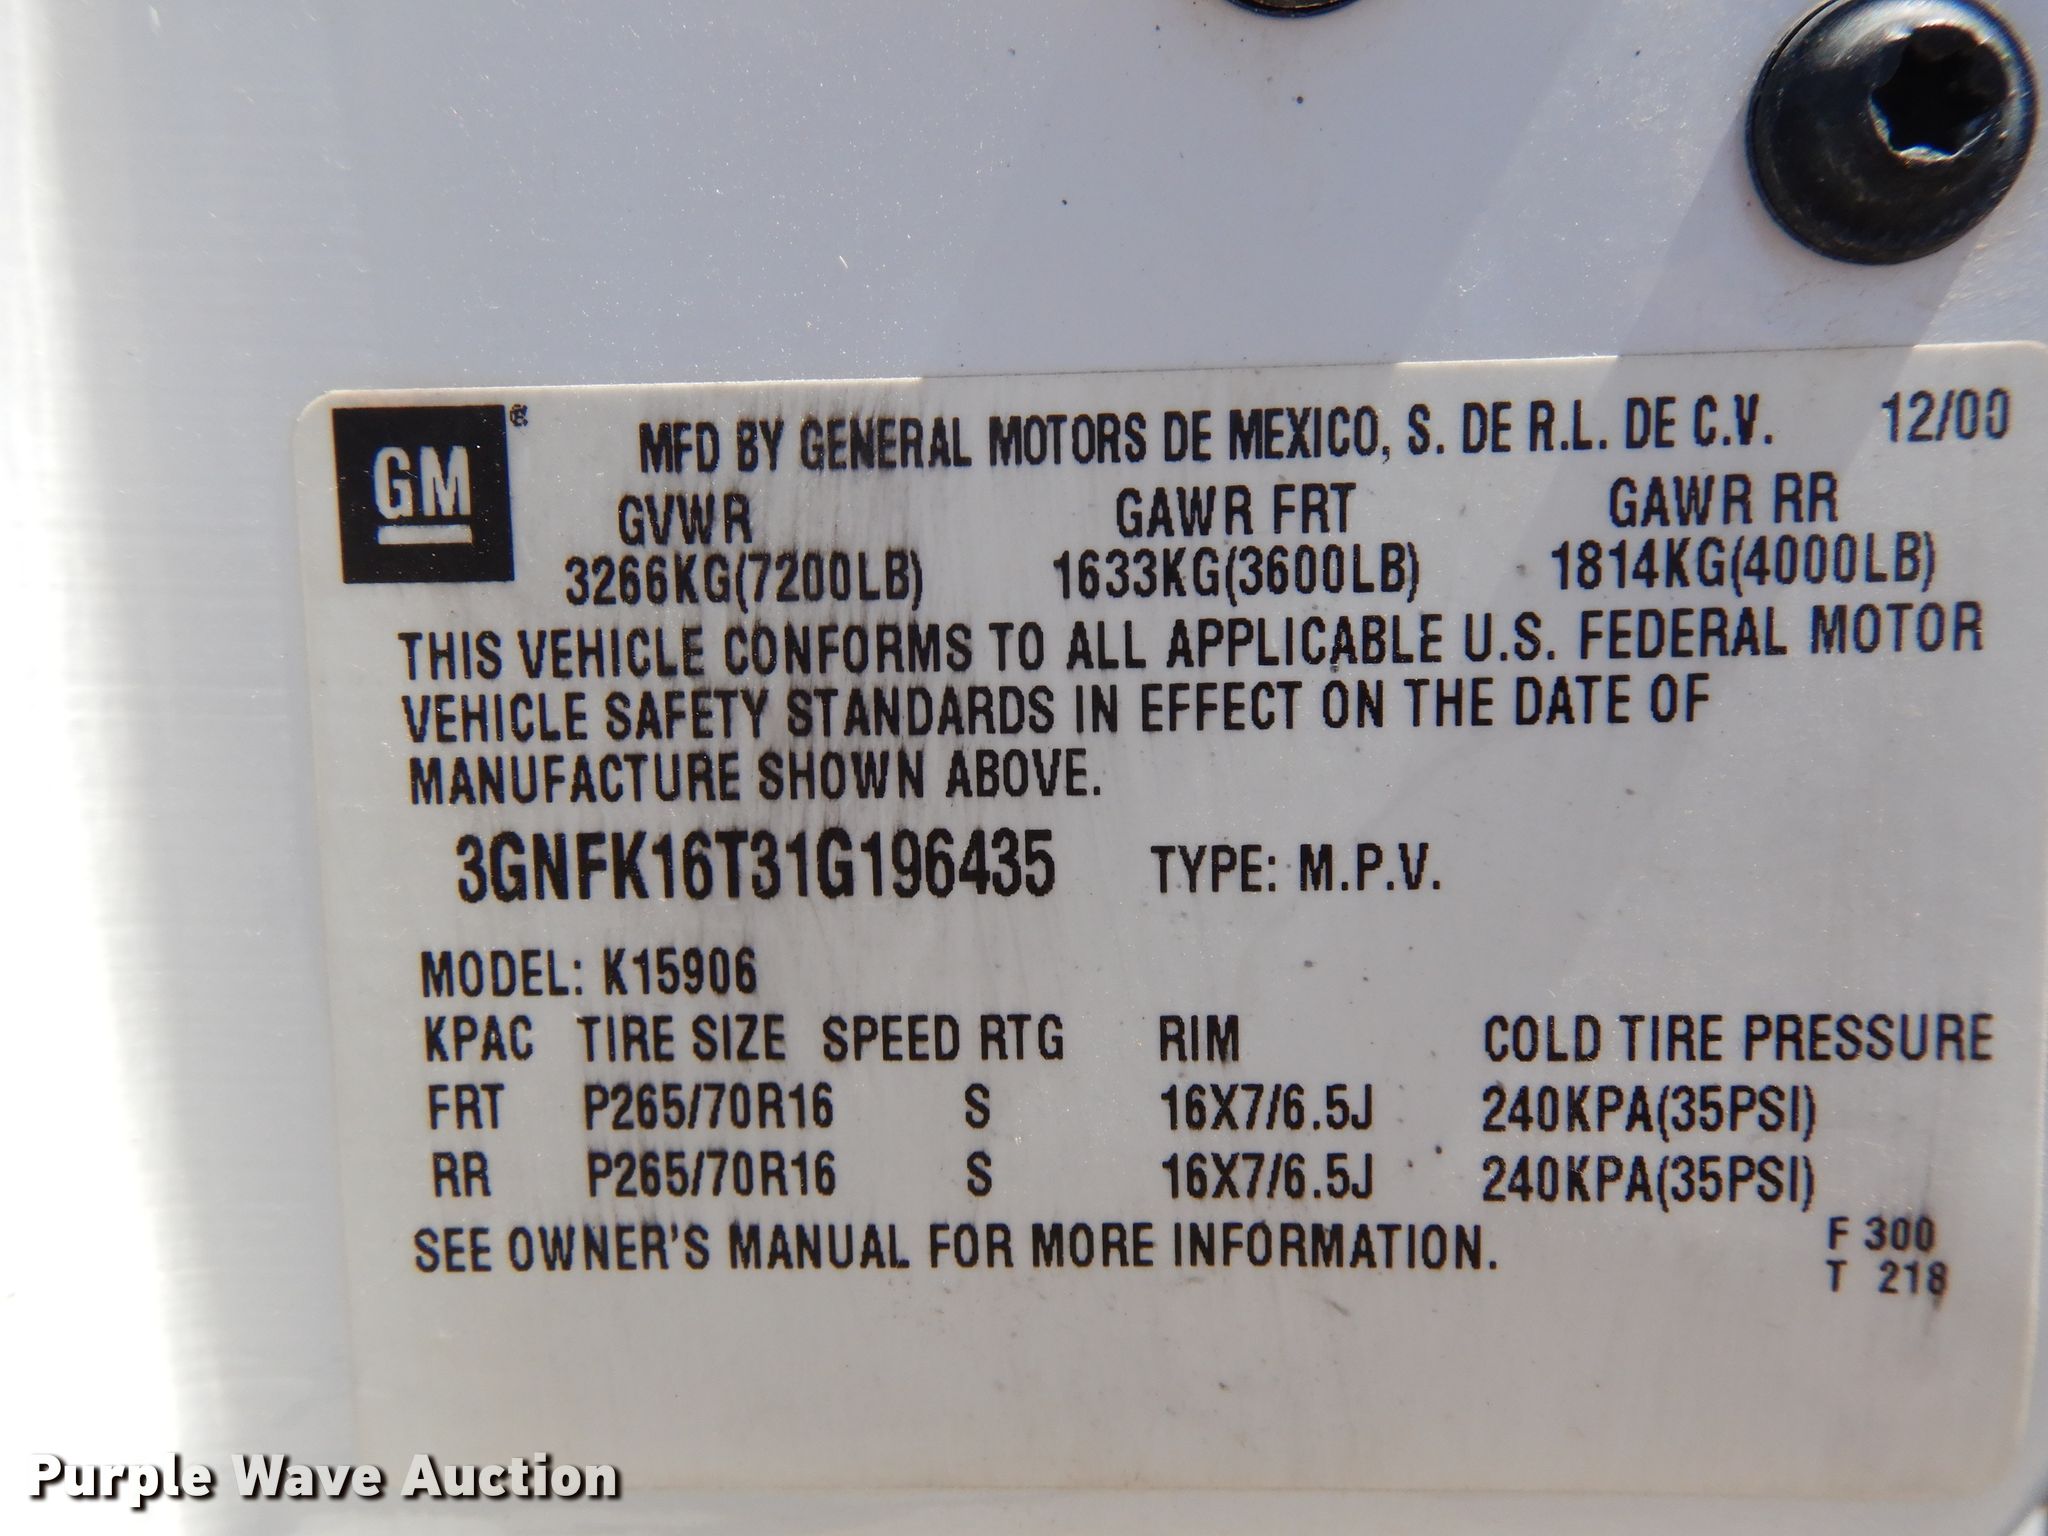 GM®
MFD BY GENERAL MOTORS DE MEXICO, S. DE R.L. DE C.V. 12/00
GVWR GAWR FRT GAWR RR
3266KG(7200LB) 1633KG(3600LB) 1814KG(4000LB)
THIS VEHICLE CONFORMS TO ALL APPLICABLE U.S. FEDERAL MOTOR
VEHICLE SAFETY STANDARDS IN EFFECT ON THE DATE OF
MANUFACTURE SHOWN ABOVE.
3GNFK16T31G196435 TYPE: M.P.V.
MODEL: K15906
KPAC TIRE SIZE SPEED RTG RIM COLD TIRE PRESSURE
FRT P265/70R16 S 16X7/6.5J 240KPA(35PSI)
RR P265/70R16 S 16X7/6.5J 240KPA(35PSI)
SEE OWNER'S MANUAL FOR MORE INFORMATION.
F 300
T 218
Purple Wave Auction